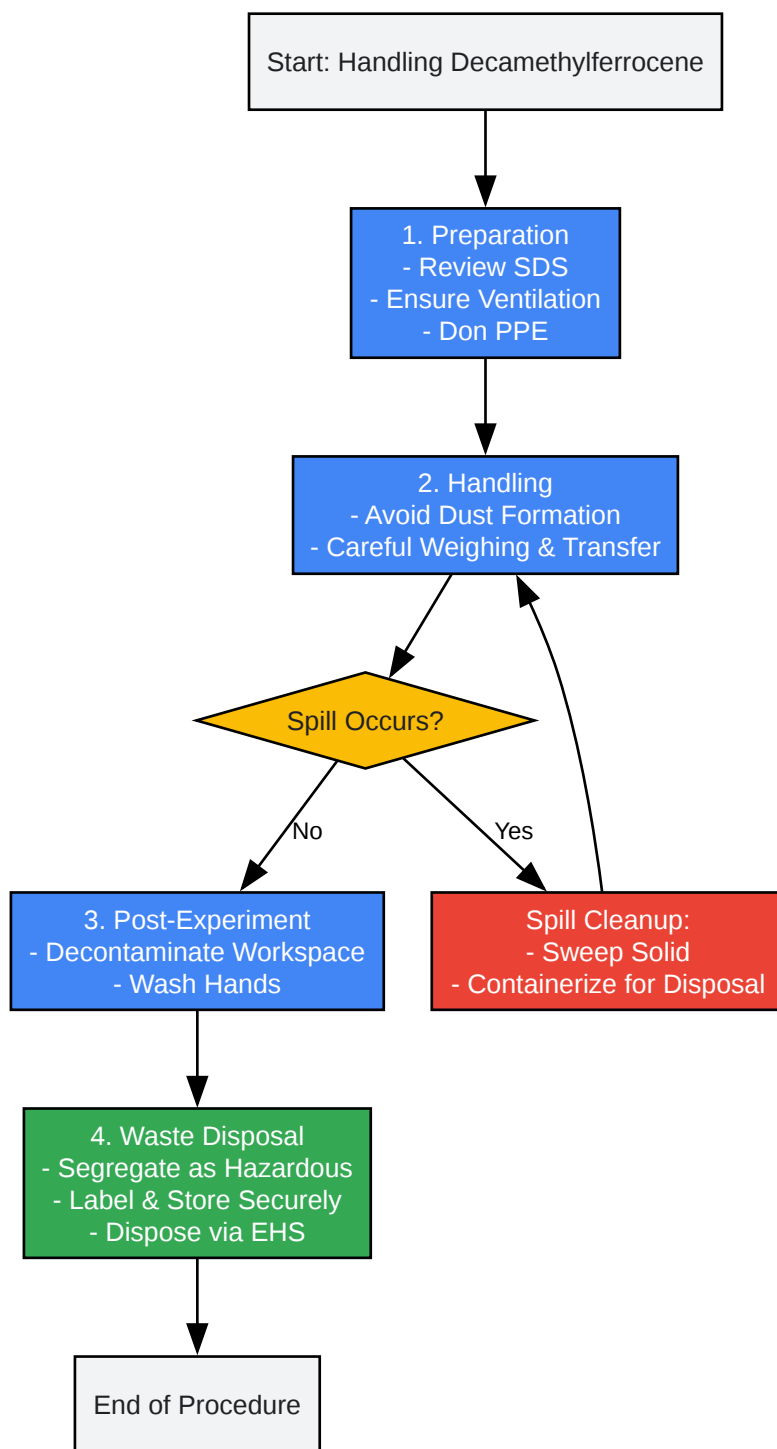 Start: Handling Decamethylferrocene
1. Preparation
- Review SDS
- Ensure Ventilation
- Don PPE
2. Handling
- Avoid Dust Formation
- Careful Weighing & Transfer
Spill Occurs?
No
Yes
3. Post-Experiment
- Decontaminate Workspace
- Wash Hands
Spill Cleanup:
- Sweep Solid
- Containerize for Disposal
4. Waste Disposal
- Segregate as Hazardous
- Label & Store Securely
- Dispose via EHS
End of Procedure